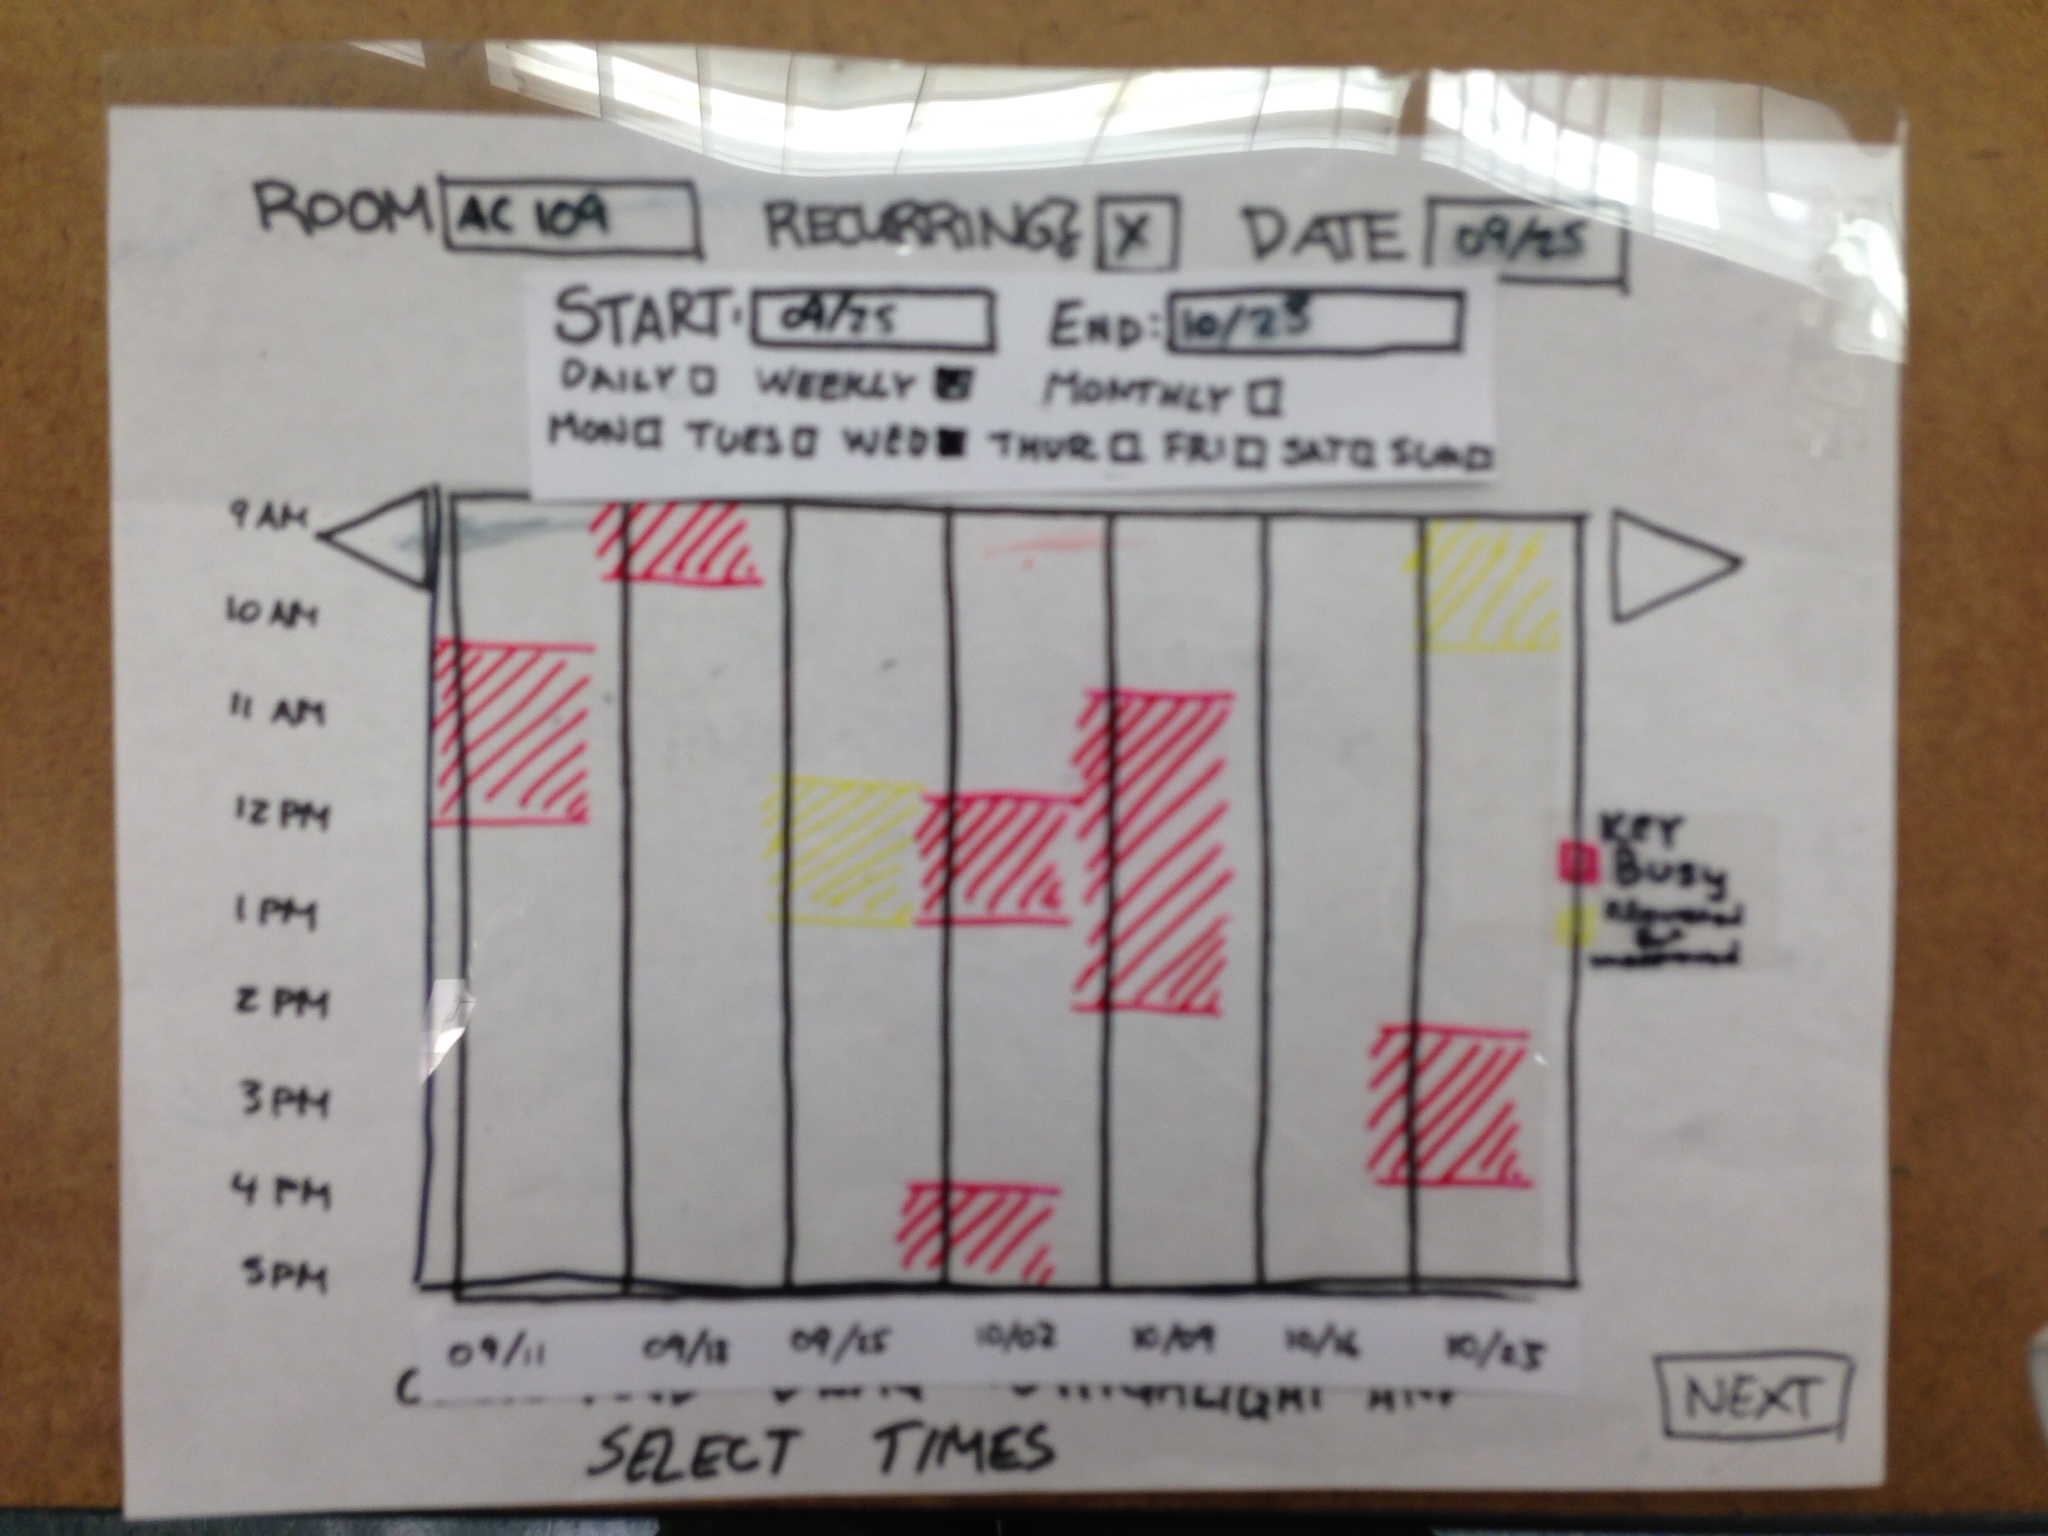 ROOM AC 109 RECURRING? X DATE 09/25
START: 09/25 END: 10/23
DAILY WEEKLY MONTHLY
MON TUES WED THUR FRI SAT SUN
9 AM
10 AM
11 AM
12 PM
1 PM
2 PM
3 PM
4 PM
5 PM
KEY
BUSY
09/11 09/18 09/25 10/02 10/09 10/16 10/23
HIGHLIGHT AND
SELECT TIMES
NEXT